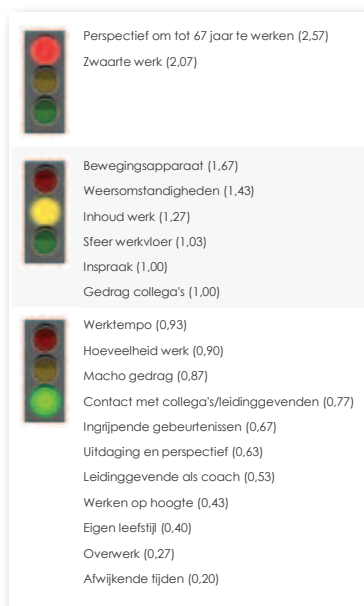 Perspectief om tot 67 jaar te werken (2,57)
Zwaarte werk (2,07)
Bewegingsapparaat (1,67)
Weersomstandigheden (1,43)
Inhoud werk (1,27)
Sfeer werkvloer (1,03)
Inspraak (1,00)
Gedrag collega's (1,00)
Werktempo (0,93)
Hoeveelheid werk (0,90)
Macho gedrag (0,87)
Contact met collega's/leidinggevenden (0,77)
Ingrijpende gebeurtenissen (0,67)
Uitdaging en perspectief (0,63)
Leidinggevende als coach (0,53)
Werken op hoogte (0,43)
Eigen leefstijl (0,40)
Overwerk (0,27)
Afwijkende tijden (0,20)